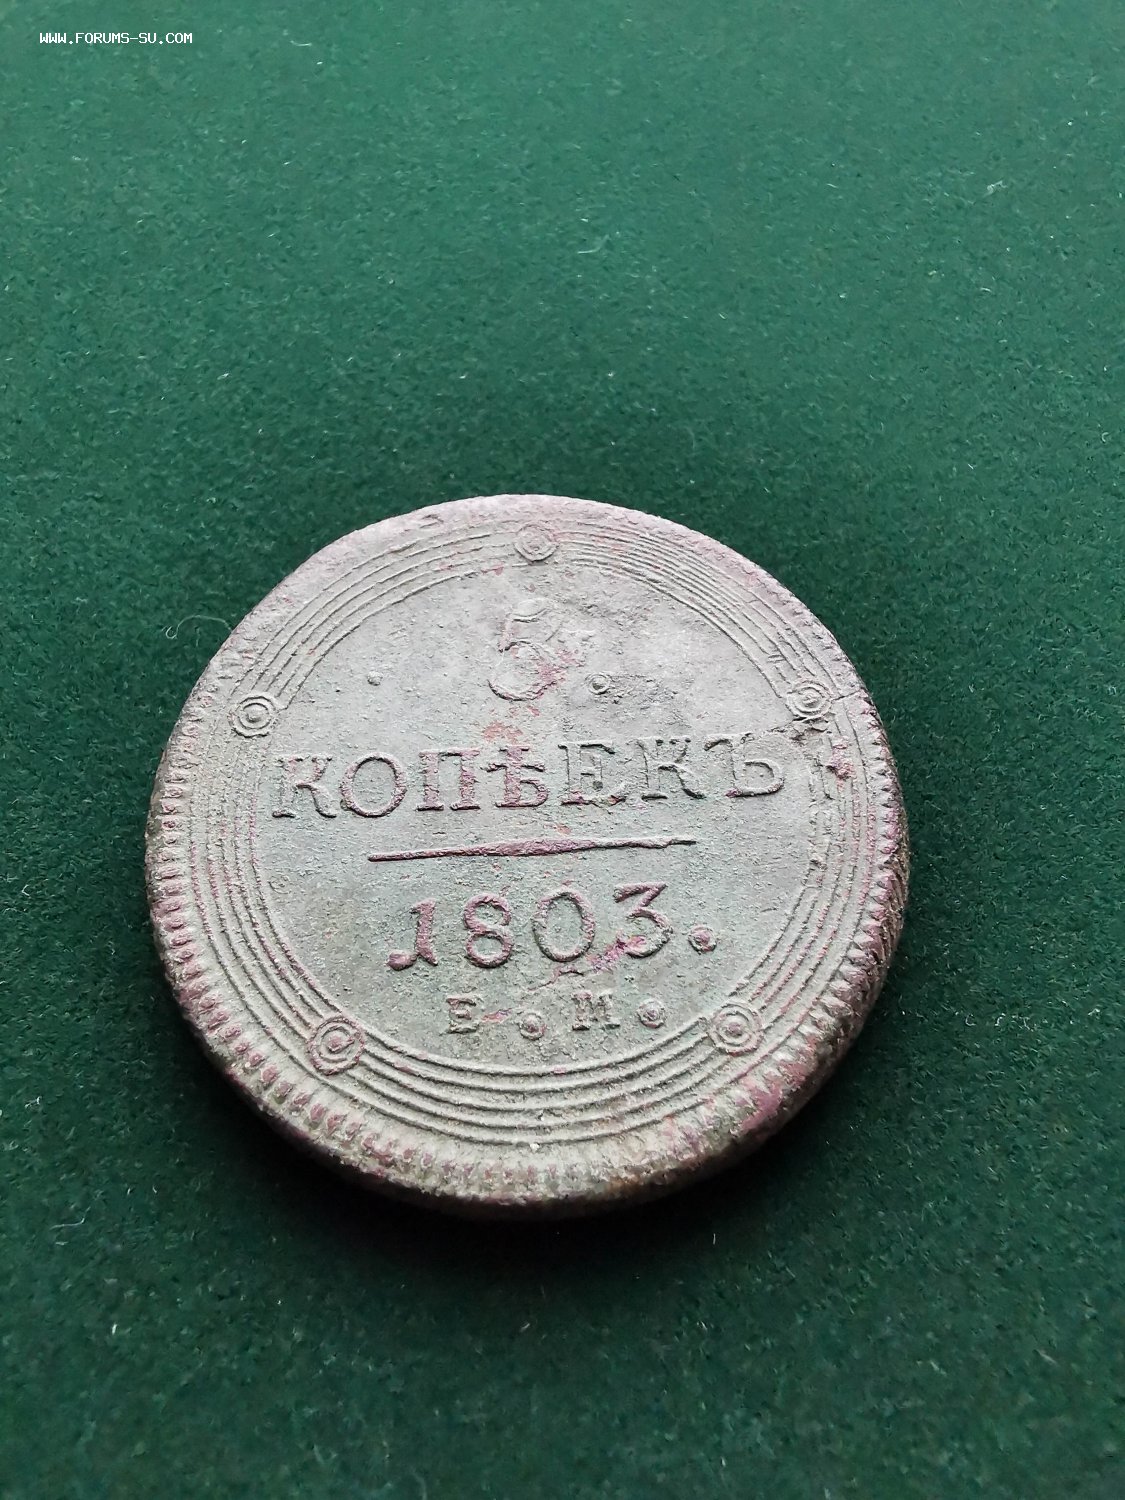 WWW.FORUMS-SU.COM
. 5 .
КОПѢЕКЪ
1803.
Е . М .